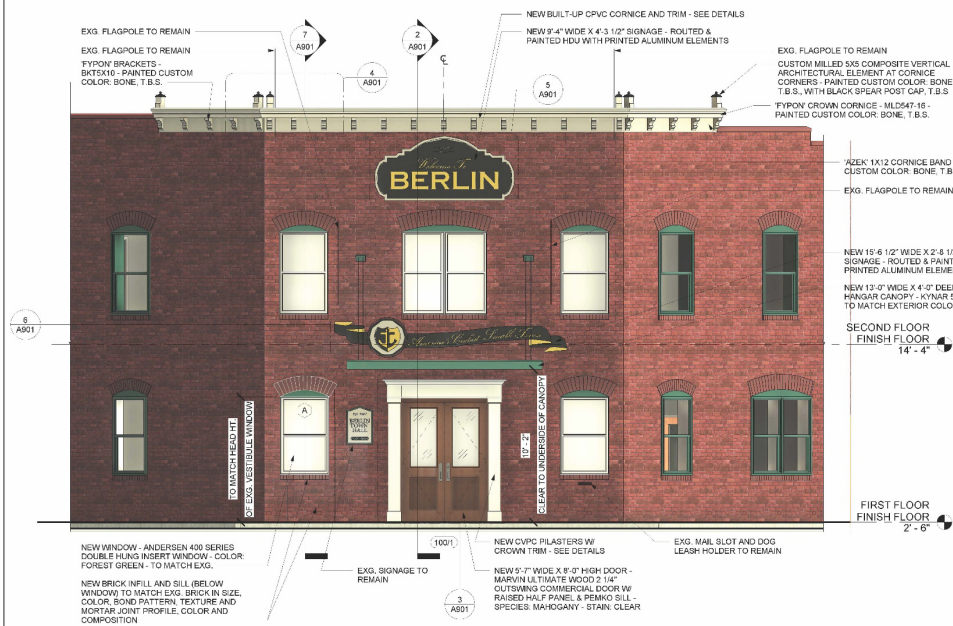 NEW BUILT-UP CPVC CORNICE AND TRIM - SEE DETAILS
EXG. FLAGPOLE TO REMAIN
7
A901
2
A901
NEW 9'-4" WIDE X 4'-3 1/2" SIGNAGE - ROUTED &
PAINTED HDU WITH PRINTED ALUMINUM ELEMENTS
EXG. FLAGPOLE TO REMAIN
EXG. FLAGPOLE TO REMAIN
'FYPON' BRACKETS -
BKT5X10 - PAINTED CUSTOM
COLOR: BONE, T.B.S.
4
A901
5
A901
CUSTOM MILLED 5X5 COMPOSITE VERTICAL
ARCHITECTURAL ELEMENT AT CORNICE
CORNERS - PAINTED CUSTOM COLOR: BONE
T.B.S., WITH BLACK SPEAR POST CAP, T.B.S
'FYPON' CROWN CORNICE - MLD547-16 -
PAINTED CUSTOM COLOR: BONE, T.B.S.
Welcome To
BERLIN
'AZEK' 1X12 CORNICE BAND
CUSTOM COLOR: BONE, T.B
EXG. FLAGPOLE TO REMAIN
NEW 15'-6 1/2" WIDE X 2'-8 1/
SIGNAGE - ROUTED & PAINT
PRINTED ALUMINUM ELEME
NEW 13'-0" WIDE X 4'-0" DEE
HANGAR CANOPY - KYNAR 5
TO MATCH EXTERIOR COLO
6
A901
America's Coolest Small Town
SECOND FLOOR
FINISH FLOOR
14' - 4"
A
BERLIN
TOWN
HALL
TO MATCH HEAD HT.
OF EXG. VESTIBULE WINDOW
10' - 2"
CLEAR TO UNDERSIDE OF CANOPY
FIRST FLOOR
FINISH FLOOR
2' - 6"
NEW WINDOW - ANDERSEN 400 SERIES
DOUBLE HUNG INSERT WINDOW - COLOR:
FOREST GREEN - TO MATCH EXG.
NEW BRICK INFILL AND SILL (BELOW
WINDOW) TO MATCH EXG. BRICK IN SIZE,
COLOR, BOND PATTERN, TEXTURE AND
MORTAR JOINT PROFILE, COLOR AND
COMPOSITION
EXG. SIGNAGE TO
REMAIN
100/1
3
A901
NEW CVPC PILASTERS W/
CROWN TRIM - SEE DETAILS
NEW 5'-7" WIDE X 8'-0" HIGH DOOR -
MARVIN ULTIMATE WOOD 2 1/4"
OUTSWING COMMERCIAL DOOR W/
RAISED HALF PANEL & PEMKO SILL -
SPECIES: MAHOGANY - STAIN: CLEAR
EXG. MAIL SLOT AND DOG
LEASH HOLDER TO REMAIN